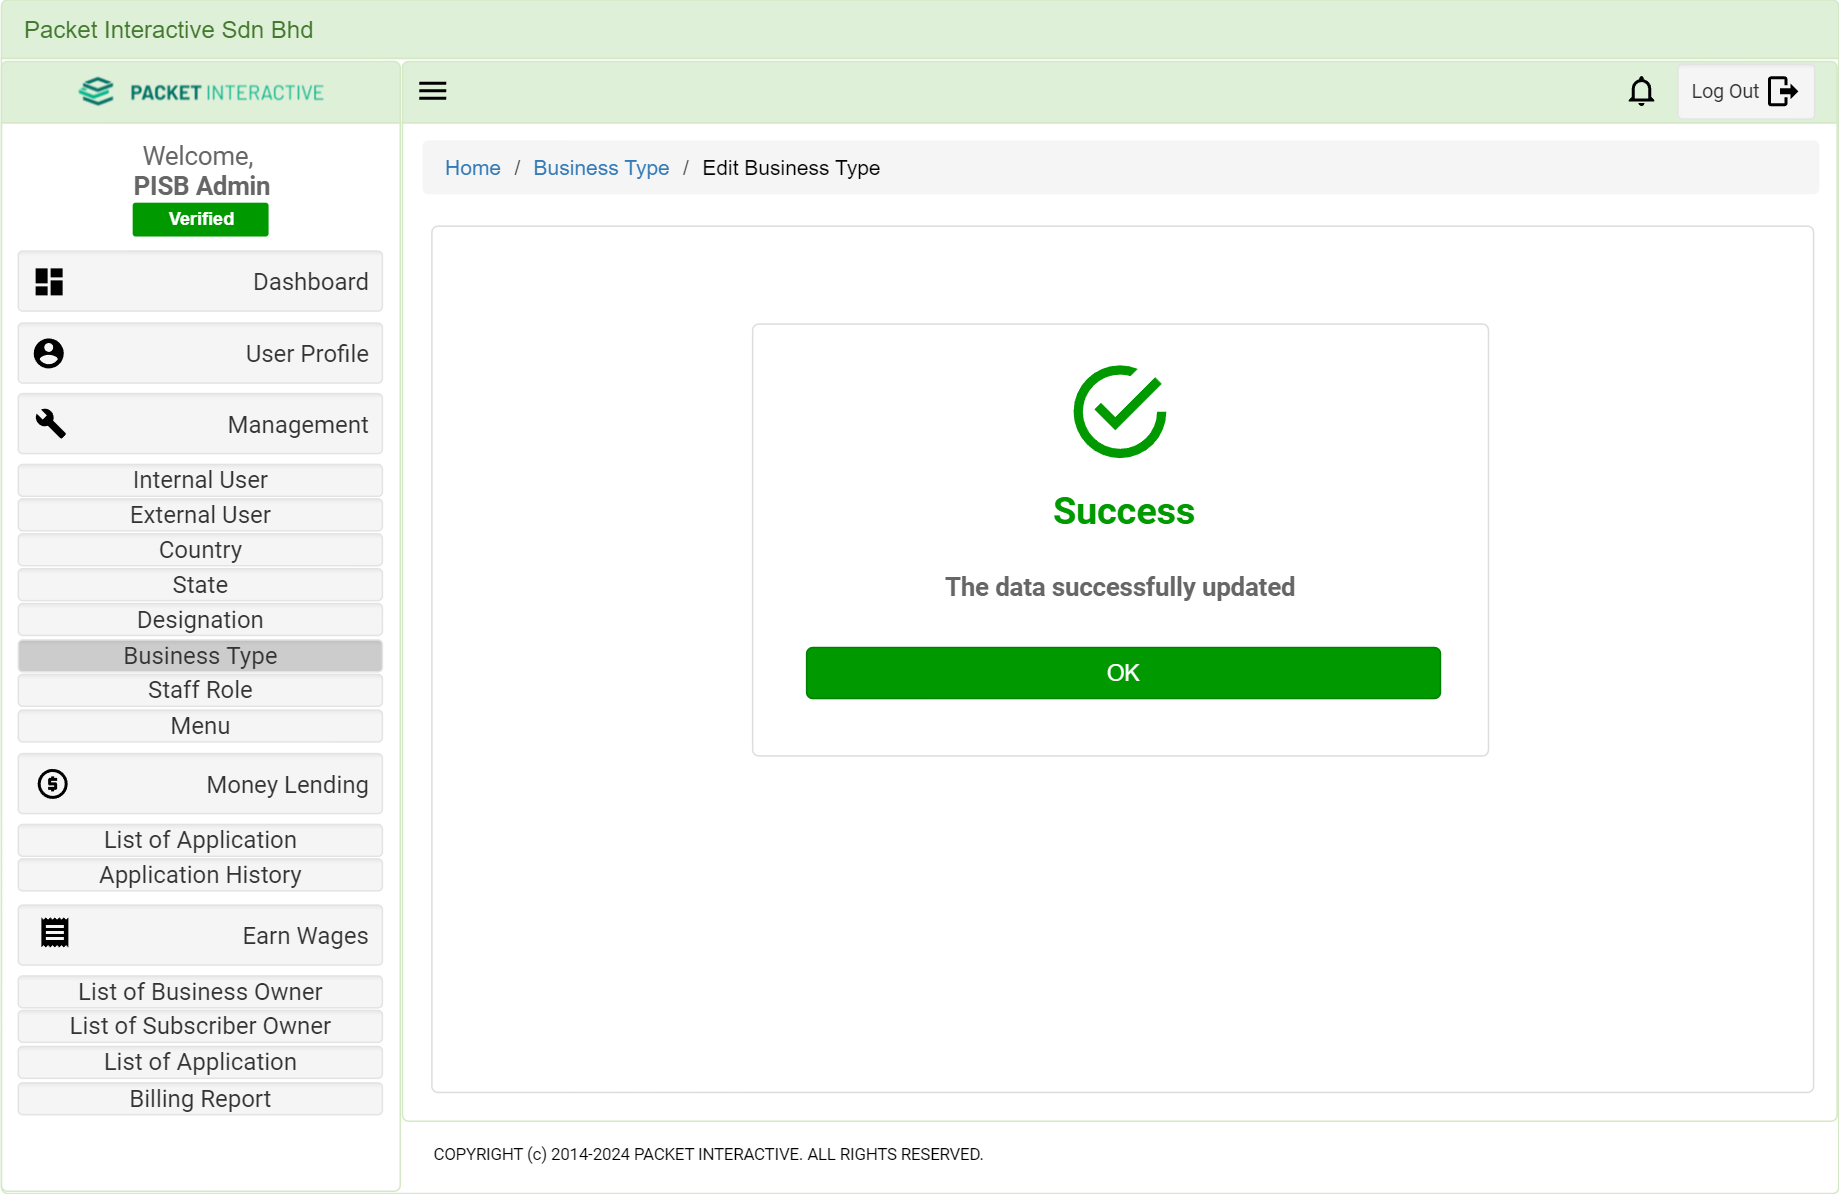 Packet Interactive Sdn Bhd
PACKET INTERACTIVE
Log Out
Welcome,
PISB Admin
Verified
Home / Business Type / Edit Business Type
Dashboard
User Profile
Management
Internal User
External User
Country
State
Designation
Business Type
Staff Role
Menu
Money Lending
List of Application
Application History
Earn Wages
List of Business Owner
List of Subscriber Owner
List of Application
Billing Report
Success
The data successfully updated
OK
COPYRIGHT (c) 2014-2024 PACKET INTERACTIVE. ALL RIGHTS RESERVED.